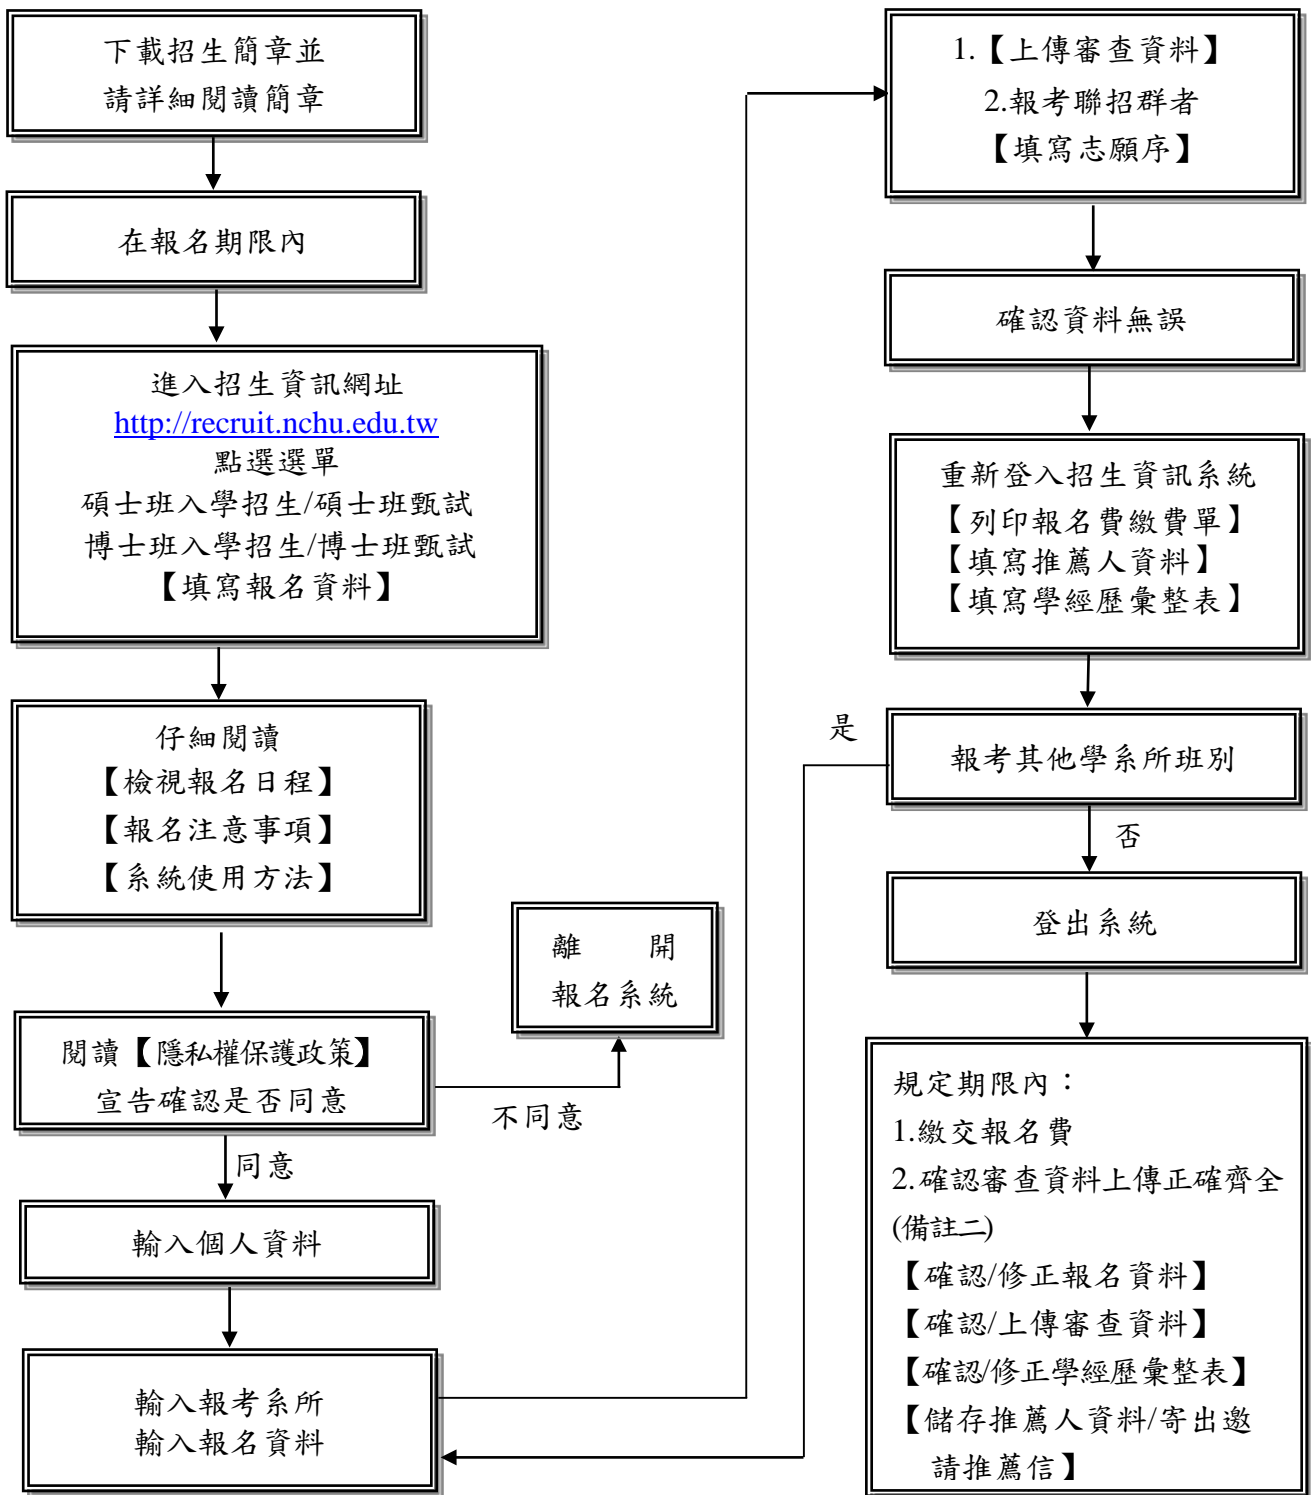 下載招生簡章並
請詳細閱讀簡章
在報名期限內
進入招生資訊網址
http://recruit.nchu.edu.tw
點選選單
碩士班入學招生/碩士班甄試
博士班入學招生/博士班甄試
【填寫報名資料】
仔細閱讀
【檢視報名日程】
【報名注意事項】
【系統使用方法】
離 開
報名系統
閱讀【隱私權保護政策】
宣告確認是否同意
不同意
同意
輸入個人資料
輸入報考系所
輸入報名資料
1.【上傳審查資料】
2.報考聯招群者
【填寫志願序】
確認資料無誤
重新登入招生資訊系統
【列印報名費繳費單】
【填寫推薦人資料】
【填寫學經歷彙整表】
是
報考其他學系所班別
否
登出系統
規定期限內：
1.繳交報名費
2.確認審查資料上傳正確齊全
(備註二)
【確認/修正報名資料】
【確認/上傳審查資料】
【確認/修正學經歷彙整表】
【儲存推薦人資料/寄出邀
請推薦信】